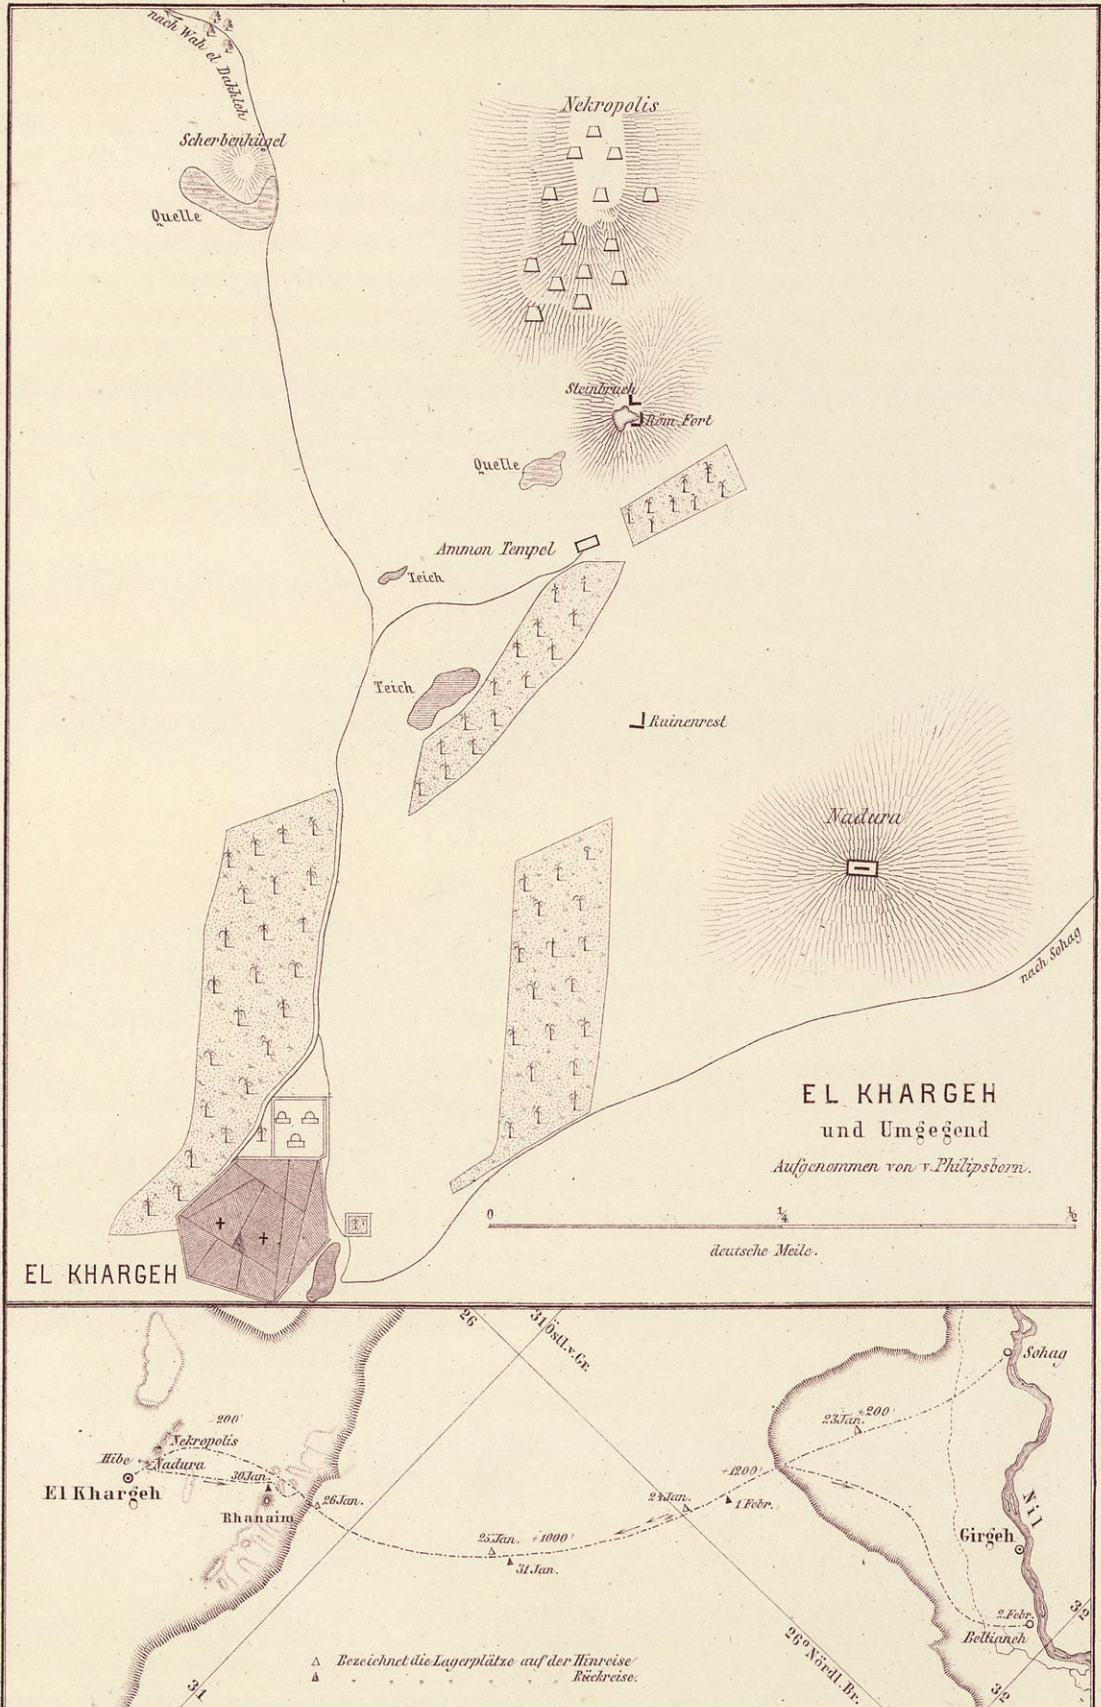 nach Wah el Dakhleh
Nekropolis
Scherbenhügel
Quelle
Steinbruch
Röm. Fort
Quelle
Ammon Tempel
Teich
Teich
Ruinenrest
Nadura
nach Sohag
EL KHARGEH
und Umgegend
Aufgenommen von v. Philipsborn.
0 1/4 1/2
deutsche Meile.
EL KHARGEH
26
31 Östl. v. Gr.
Sohag
23 Jan. +200'
-200'
Nekropolis
Hibe
Nadura
30 Jan.
El Khargeh
Rhanaim
26 Jan.
+1200'
24 Jan.
1 Febr.
25 Jan. +1000'
31 Jan.
Nil
Girgeh
2. Febr.
Beltianeh
32
26° Nördl. Br.
31
32
Bezeichnet die Lagerplätze auf der Hinreise
" " " " " Rückreise.